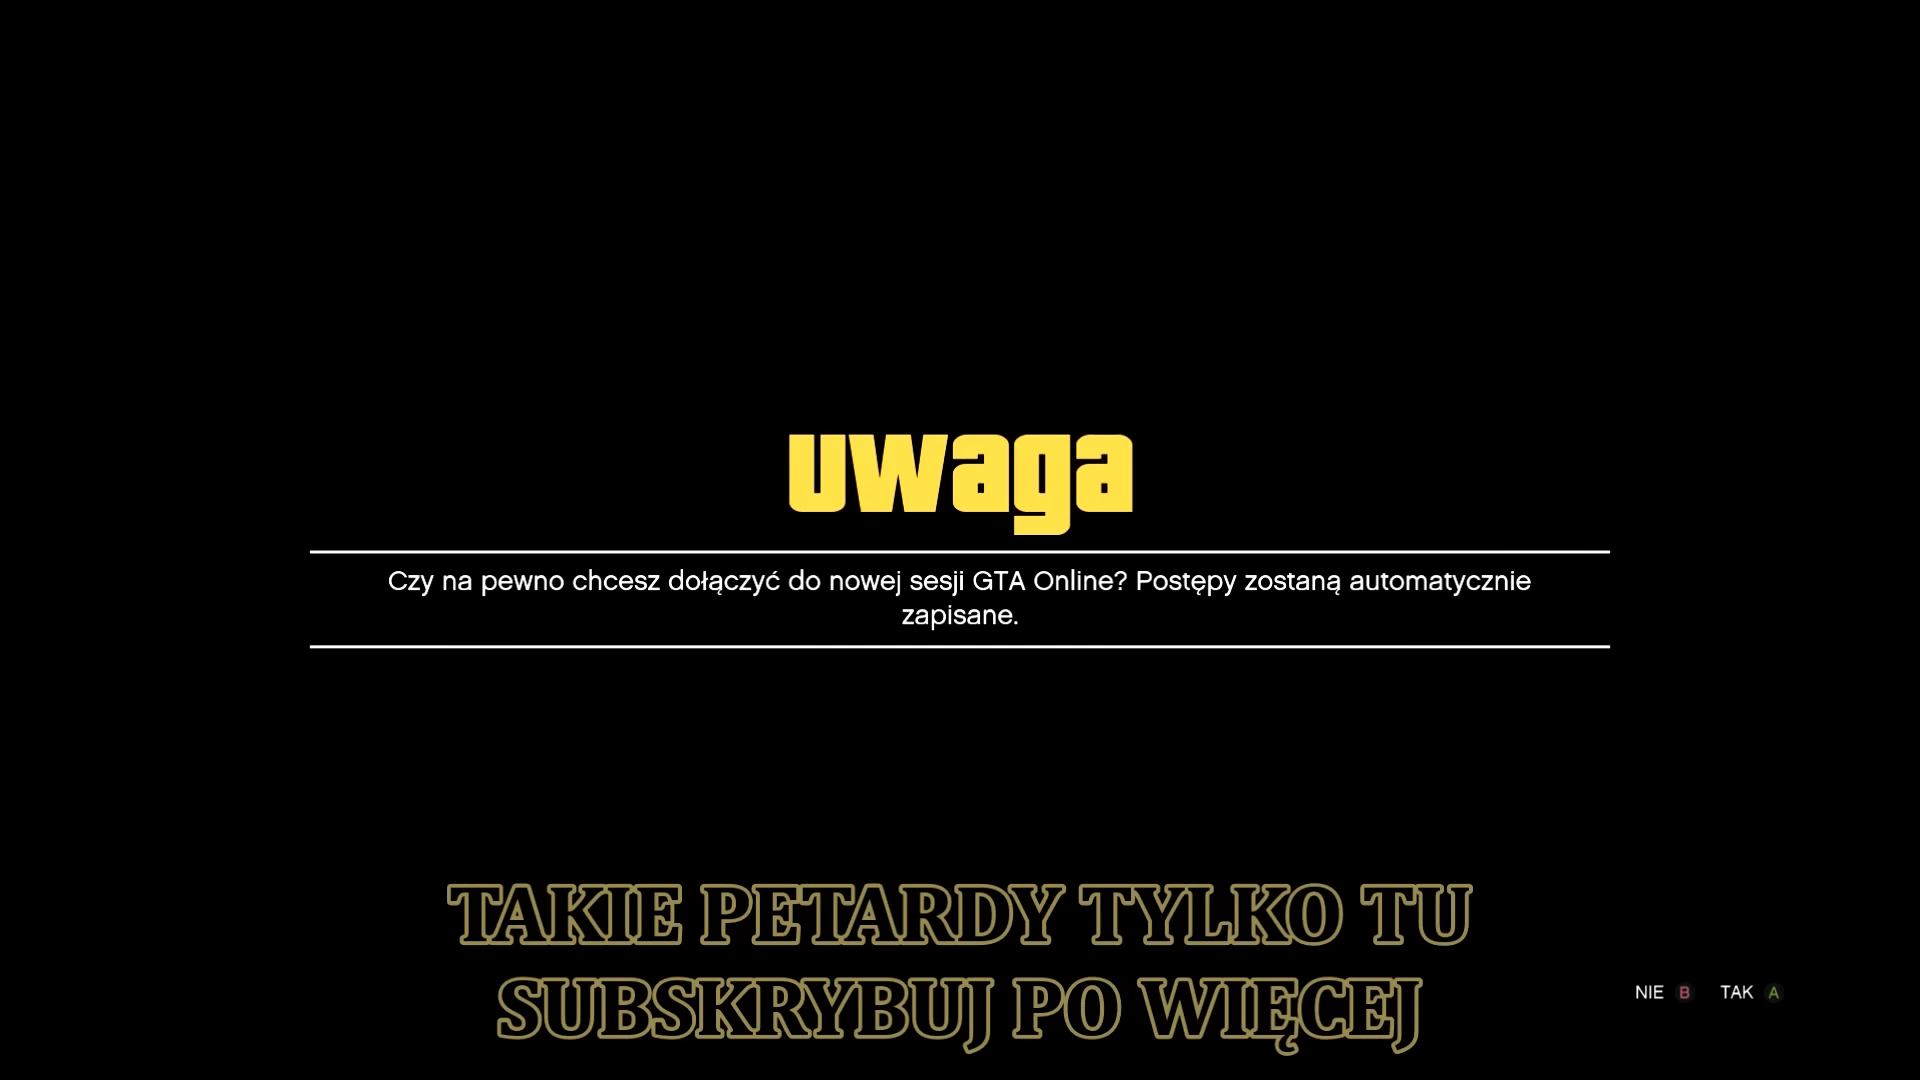 uwaga
Czy na pewno chcesz dołączyć do nowej sesji GTA Online? Postępy zostaną automatycznie
zapisane.
TAKIE PETARDY TYLKO TU
SUBSKRYBUJ PO WIĘCEJ
NIE B TAK A